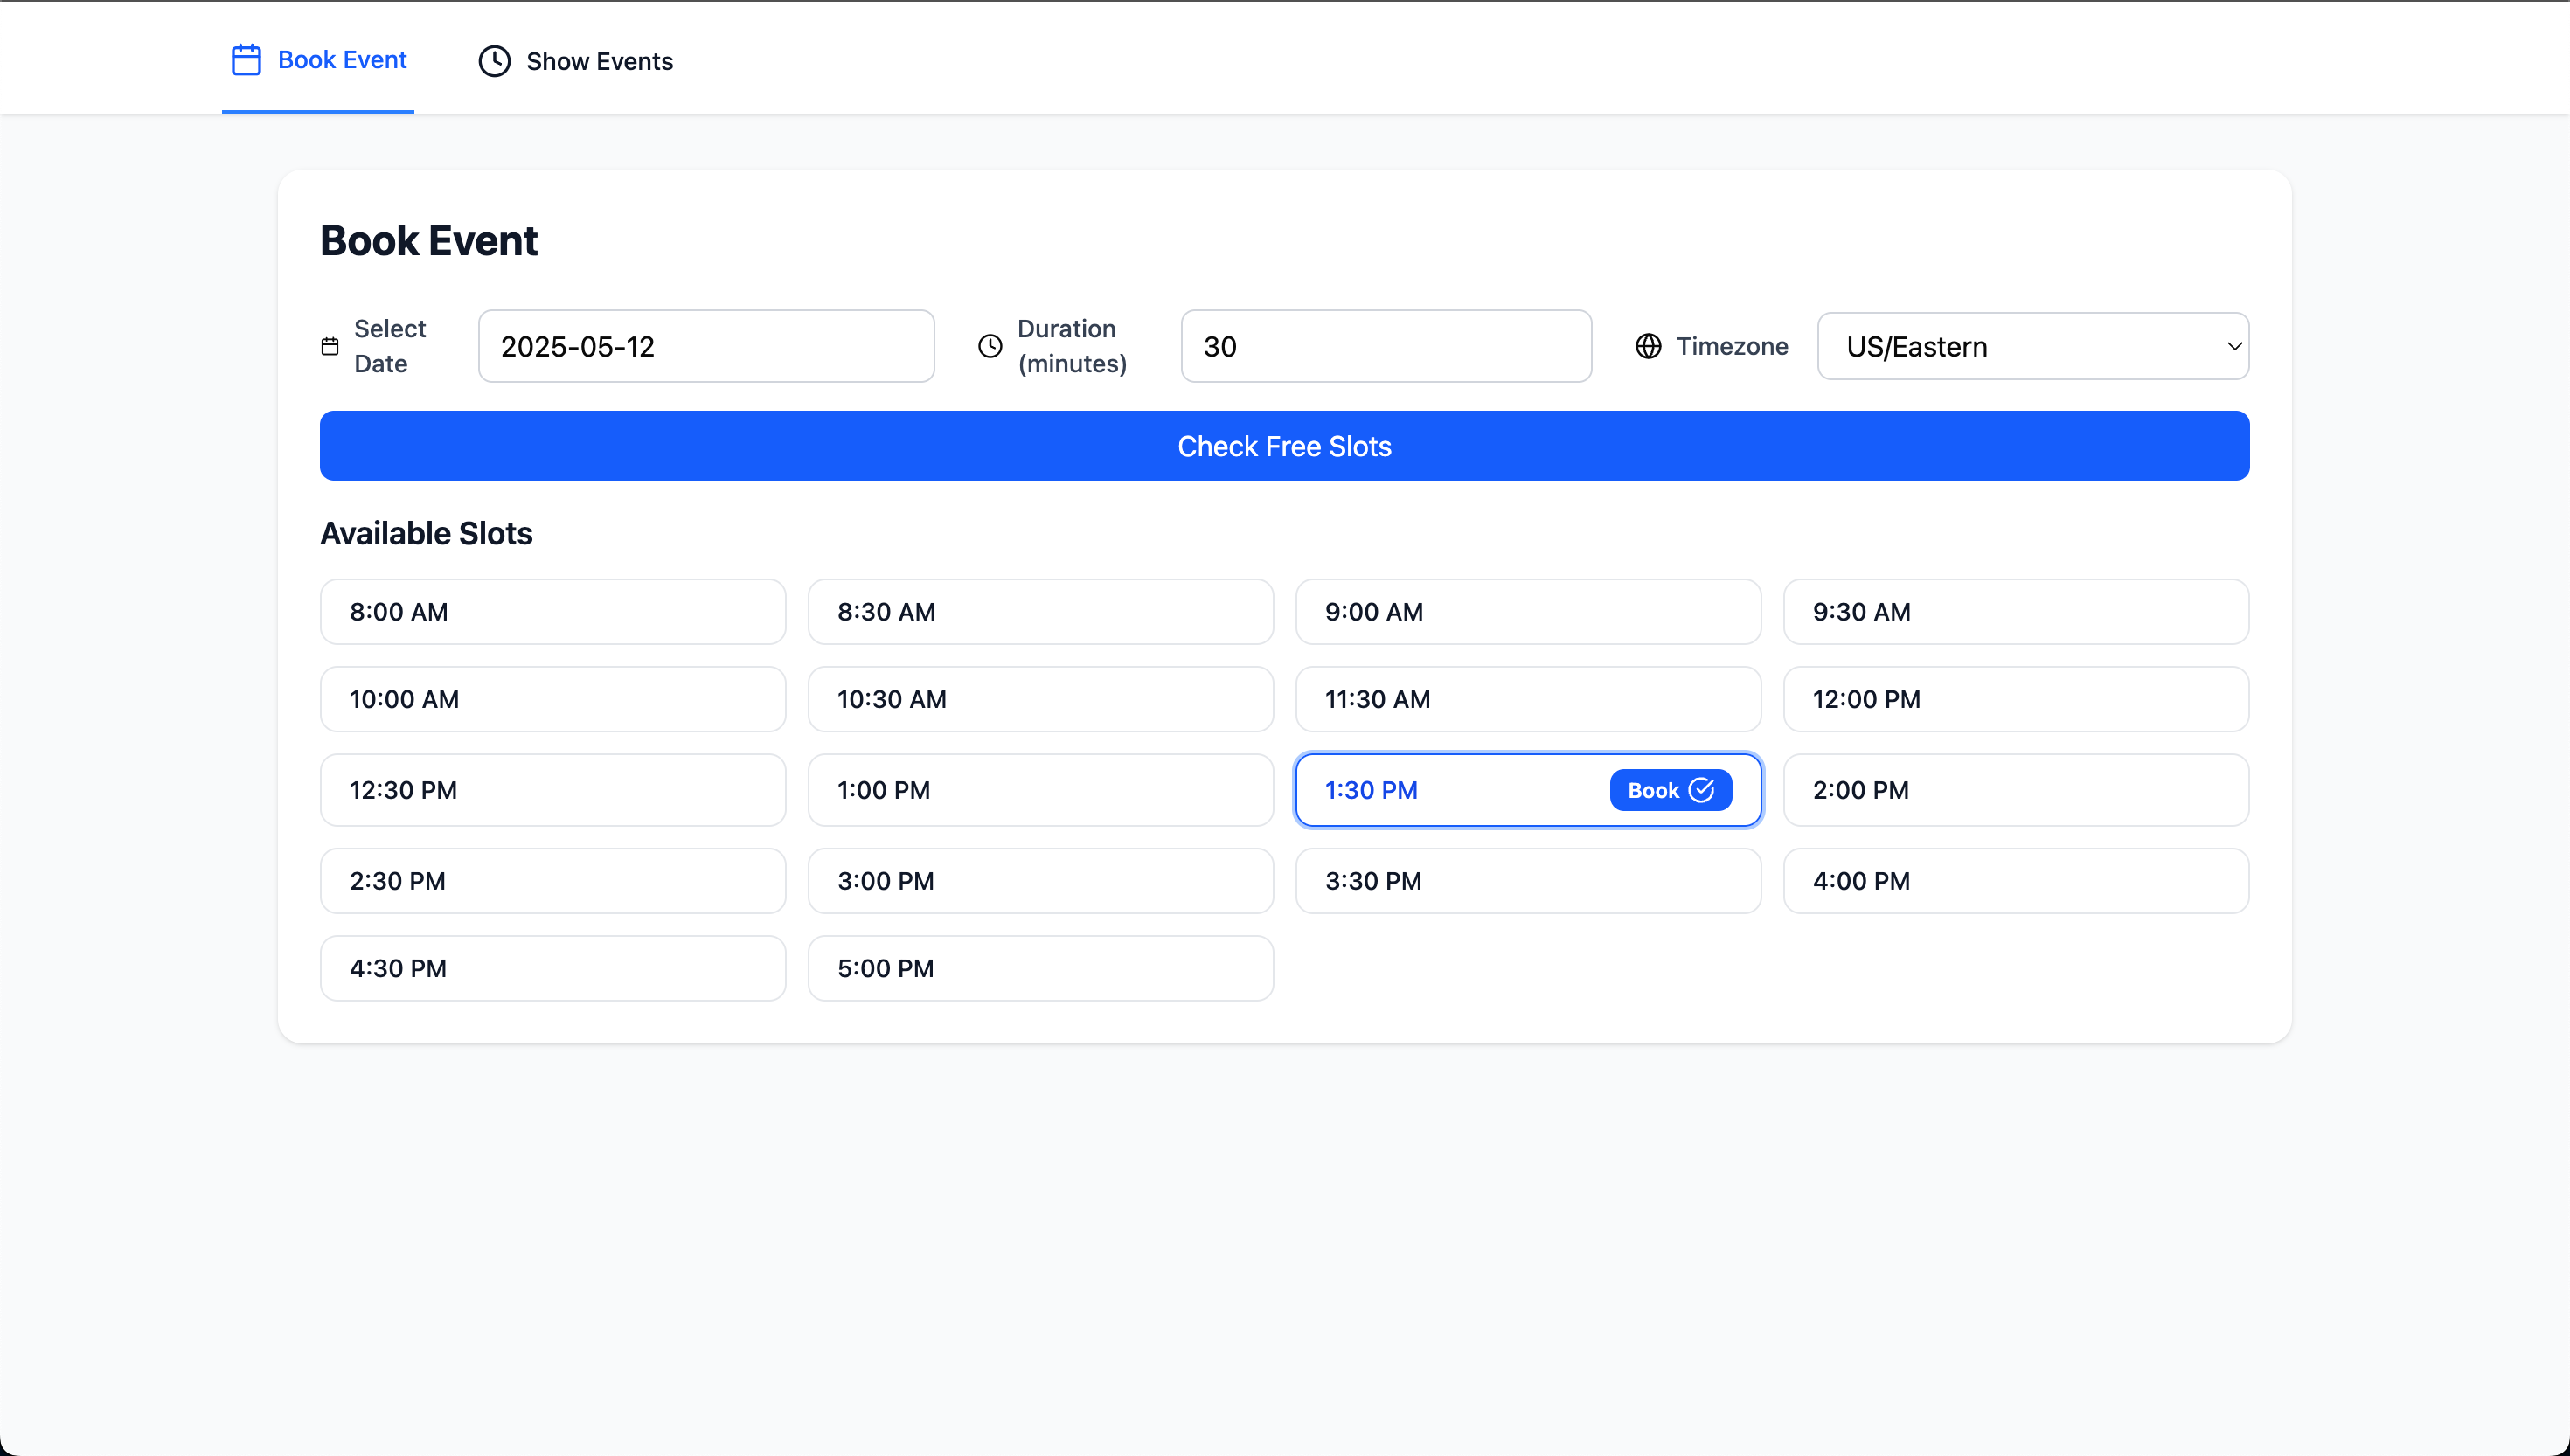 Book Event
Show Events
Book Event
Select
Date
2025-05-12
Duration
(minutes)
30
Timezone
US/Eastern
Check Free Slots
Available Slots
8:00 AM
8:30 AM
9:00 AM
9:30 AM
10:00 AM
10:30 AM
11:30 AM
12:00 PM
12:30 PM
1:00 PM
1:30 PM
Book
2:00 PM
2:30 PM
3:00 PM
3:30 PM
4:00 PM
4:30 PM
5:00 PM